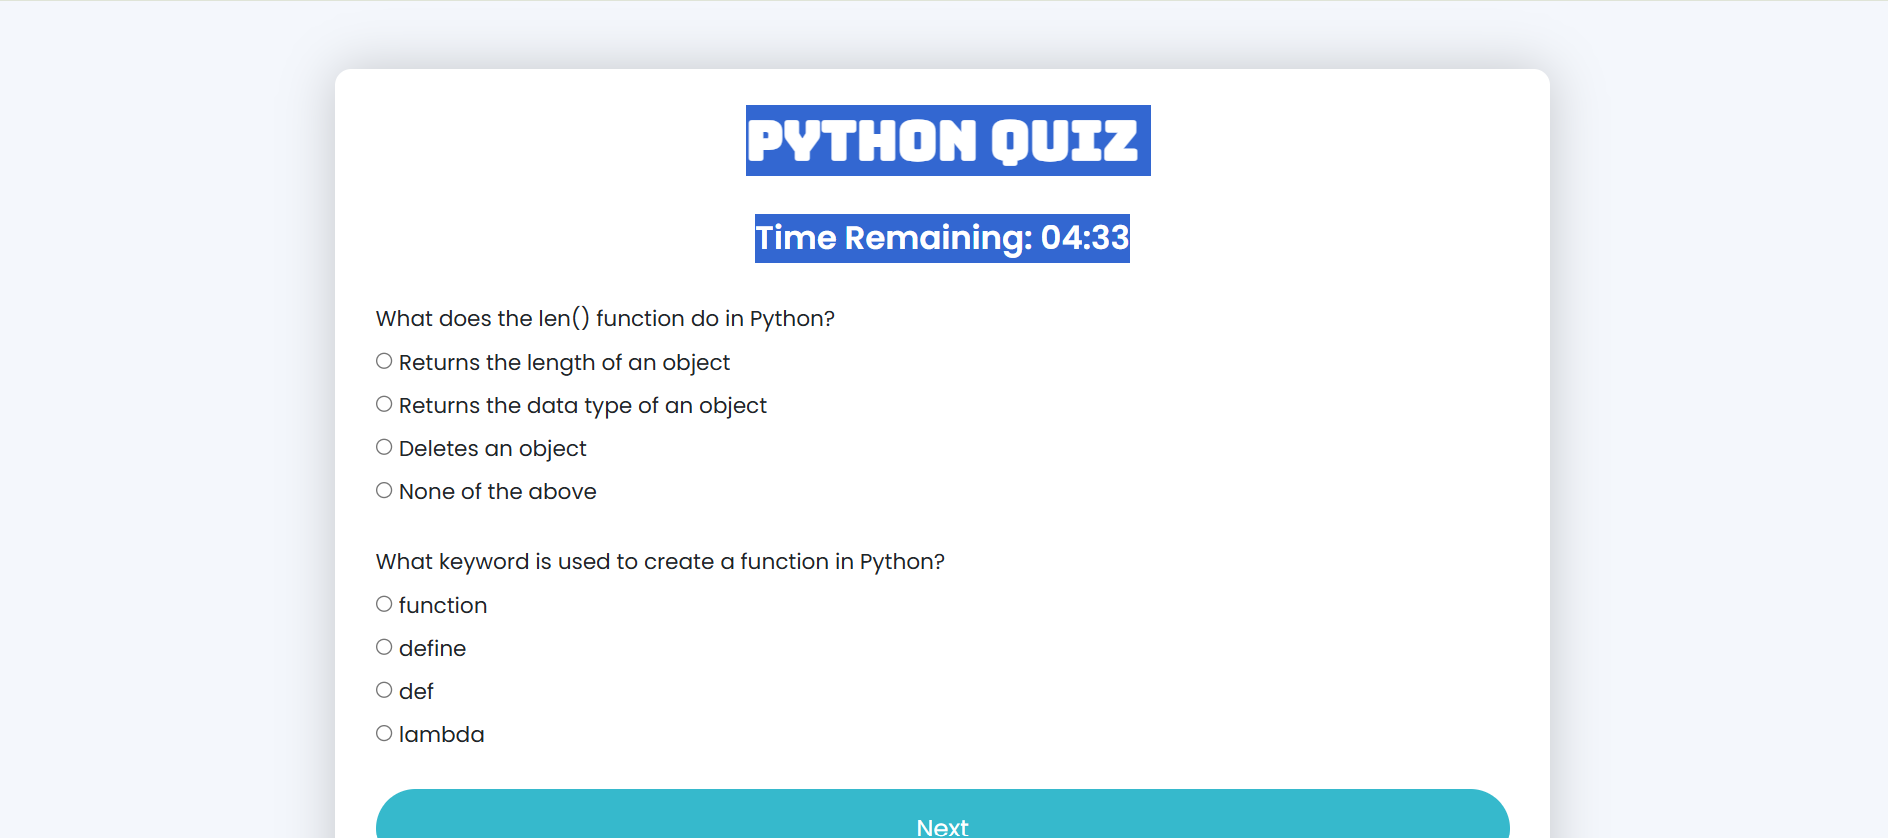 PYTHON QUIZ
Time Remaining: 04:33
What does the len() function do in Python?
Returns the length of an object
Returns the data type of an object
Deletes an object
None of the above
What keyword is used to create a function in Python?
function
define
def
lambda
Next